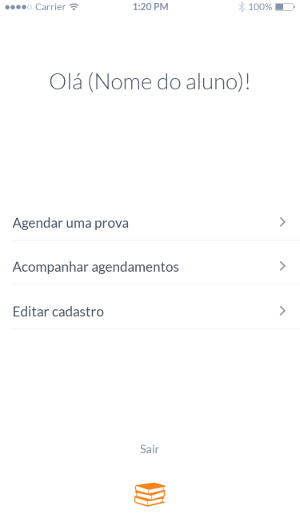 Carrier 1:20 PM 100%
Olá (Nome do aluno)!
Agendar uma prova
Acompanhar agendamentos
Editar cadastro
Sair